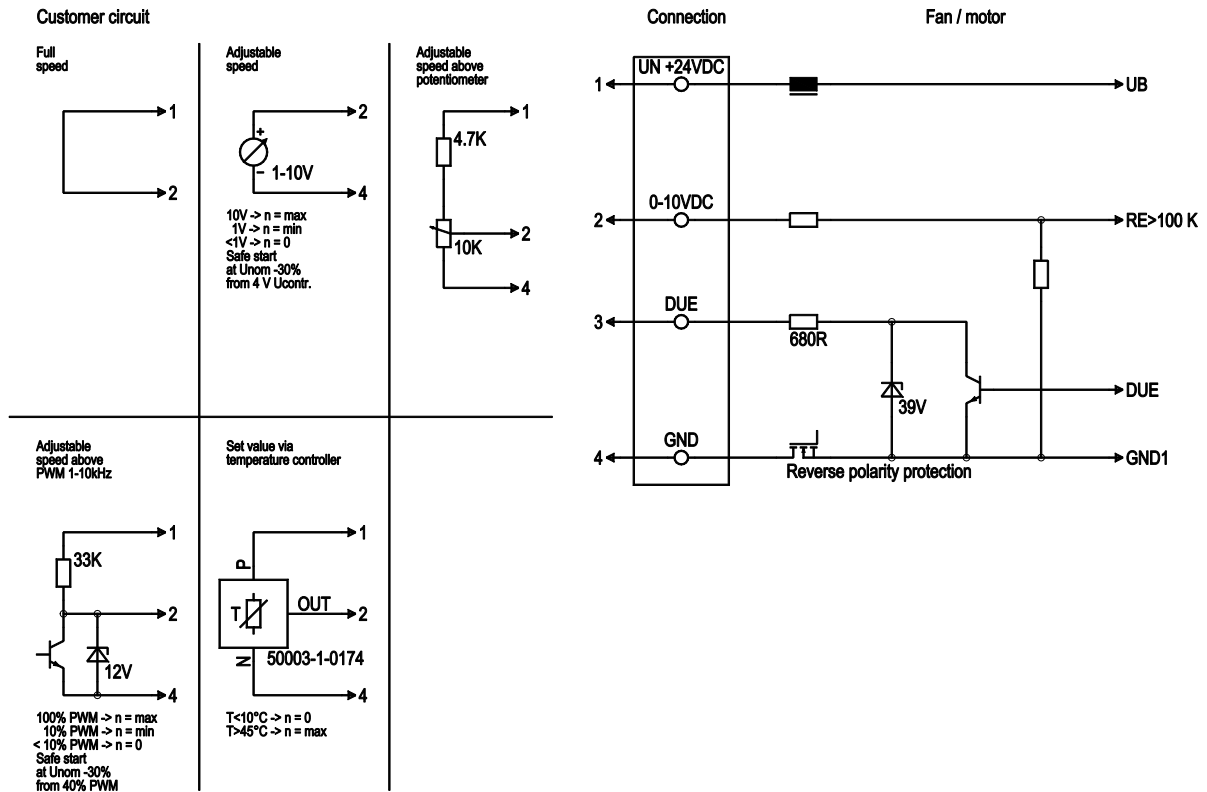 Customer circuit
Connection
Fan / motor
Full
speed
1
2
Adjustable
speed
2
+
1-10V
–
4
10V -> n = max
1V -> n = min
<1V -> n = 0
Safe start
at Unom -30%
from 4 V Ucontr.
Adjustable
speed above
potentiometer
1
4.7K
2
10K
4
UN +24VDC
1
UB
0-10VDC
2
RE>100 K
DUE
3
680R
39V
DUE
GND
4
GND1
Reverse polarity protection
Adjustable
speed above
PWM 1-10kHz
1
33K
2
12V
4
100% PWM -> n = max
10% PWM -> n = min
< 10% PWM -> n = 0
Safe start
at Unom -30%
from 40% PWM
Set value via
temperature controller
1
P
T
OUT
2
N
50003-1-0174
4
T<10°C -> n = 0
T>45°C -> n = max